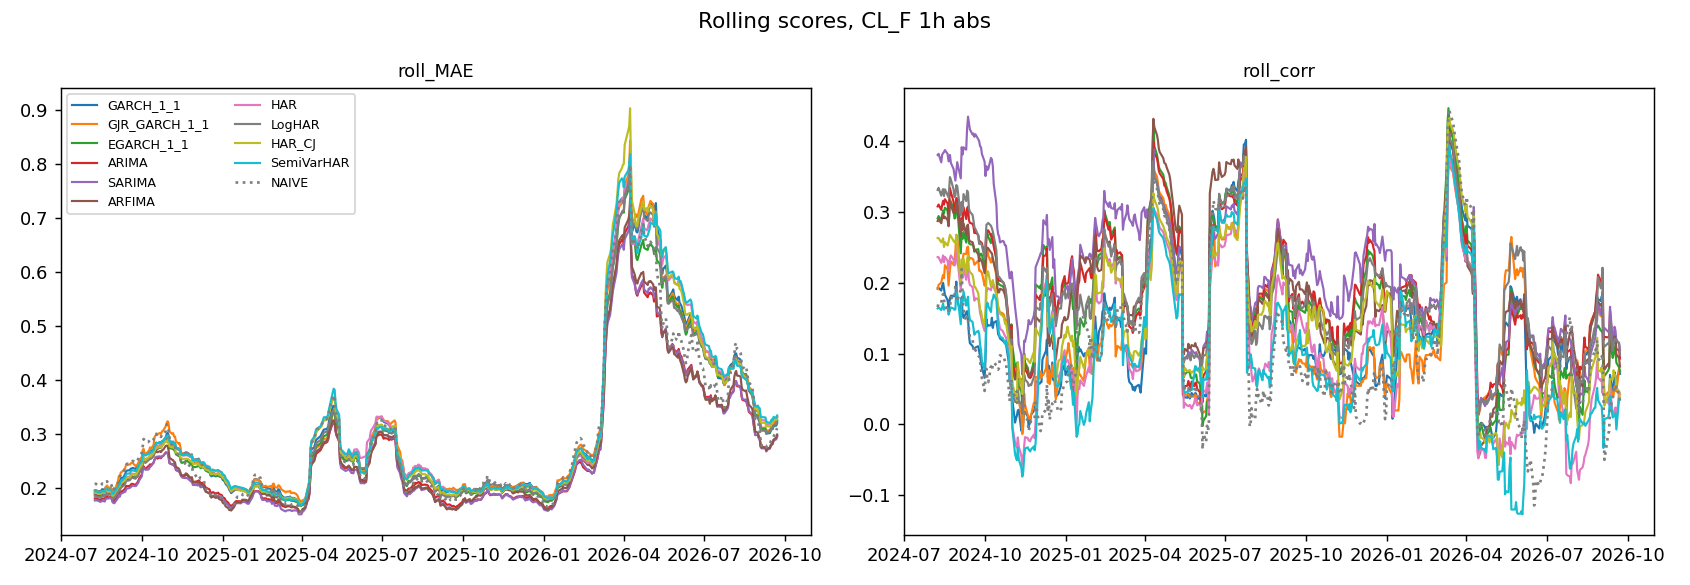 Rolling scores, CL_F 1h abs
roll_MAE
0.9
0.8
0.7
0.6
0.5
0.4
0.3
0.2
GARCH_1_1
GJR_GARCH_1_1
EGARCH_1_1
ARIMA
SARIMA
ARFIMA
HAR
LogHAR
HAR_CJ
SemiVarHAR
NAIVE
2024-07 2024-10 2025-01 2025-04 2025-07 2025-10 2026-01 2026-04 2026-07 2026-10
roll_corr
0.4
0.3
0.2
0.1
0.0
−0.1
2024-07 2024-10 2025-01 2025-04 2025-07 2025-10 2026-01 2026-04 2026-07 2026-10